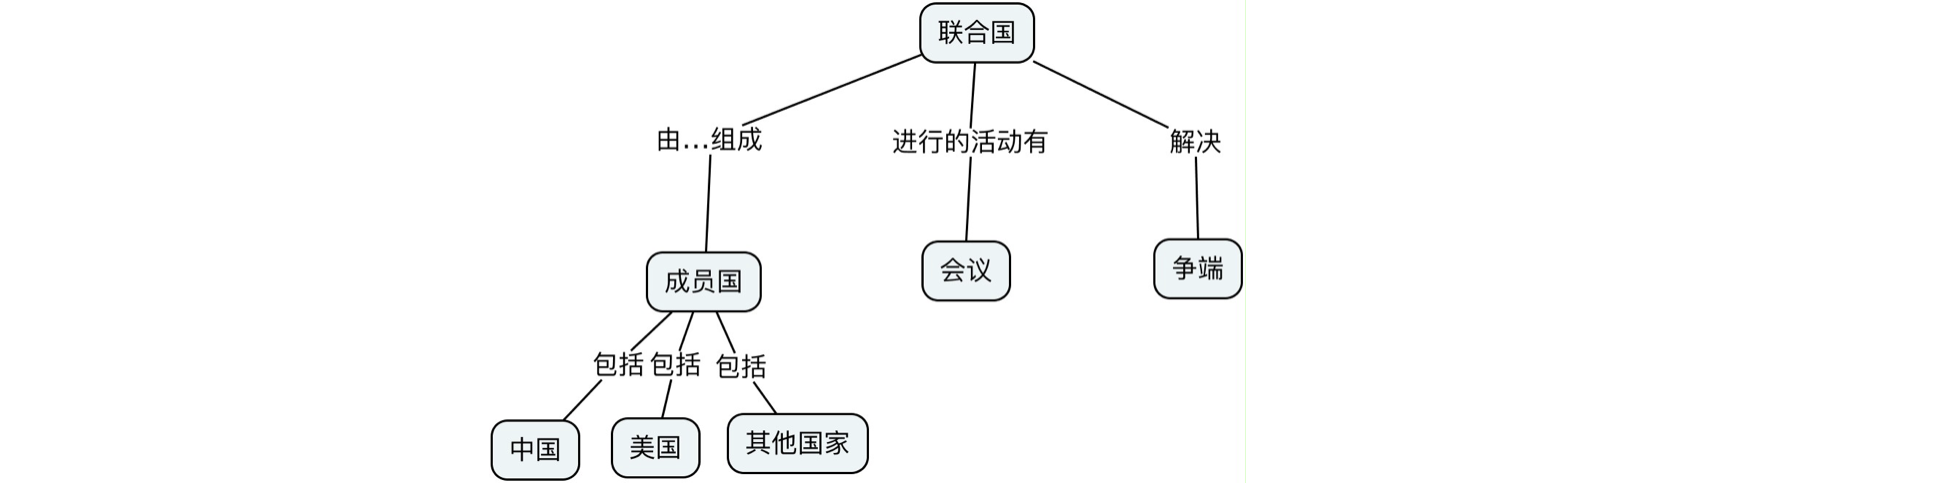 联合国
由...组成
进行的活动有
解决
成员国
会议
争端
包括
包括
包括
中国
美国
其他国家